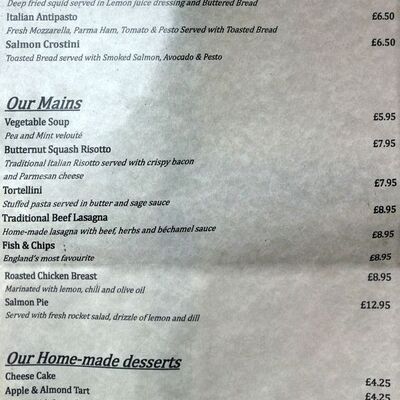 Deep fried squid served in Lemon juice dressing and Buttered Bread
Italian Antipasto £6.50
Fresh Mozzarella, Parma Ham, Tomato & Pesto Served with Toasted Bread
Salmon Crostini £6.50
Toasted Bread served with Smoked Salmon, Avocado & Pesto
Our Mains
Vegetable Soup £5.95
Pea and Mint velouté
Butternut Squash Risotto £7.95
Traditional Italian Risotto served with crispy bacon
and Parmesan cheese
Tortellini £7.95
Stuffed pasta served in butter and sage sauce
Traditional Beef Lasagna £8.95
Home-made lasagna with beef, herbs and béchamel sauce
Fish & Chips £8.95
England's most favourite £8.95
Roasted Chicken Breast £8.95
Marinated with lemon, chili and olive oil
Salmon Pie £12.95
Served with fresh rocket salad, drizzle of lemon and dill
Our Home-made desserts
Cheese Cake £4.25
Apple & Almond Tart £4.25